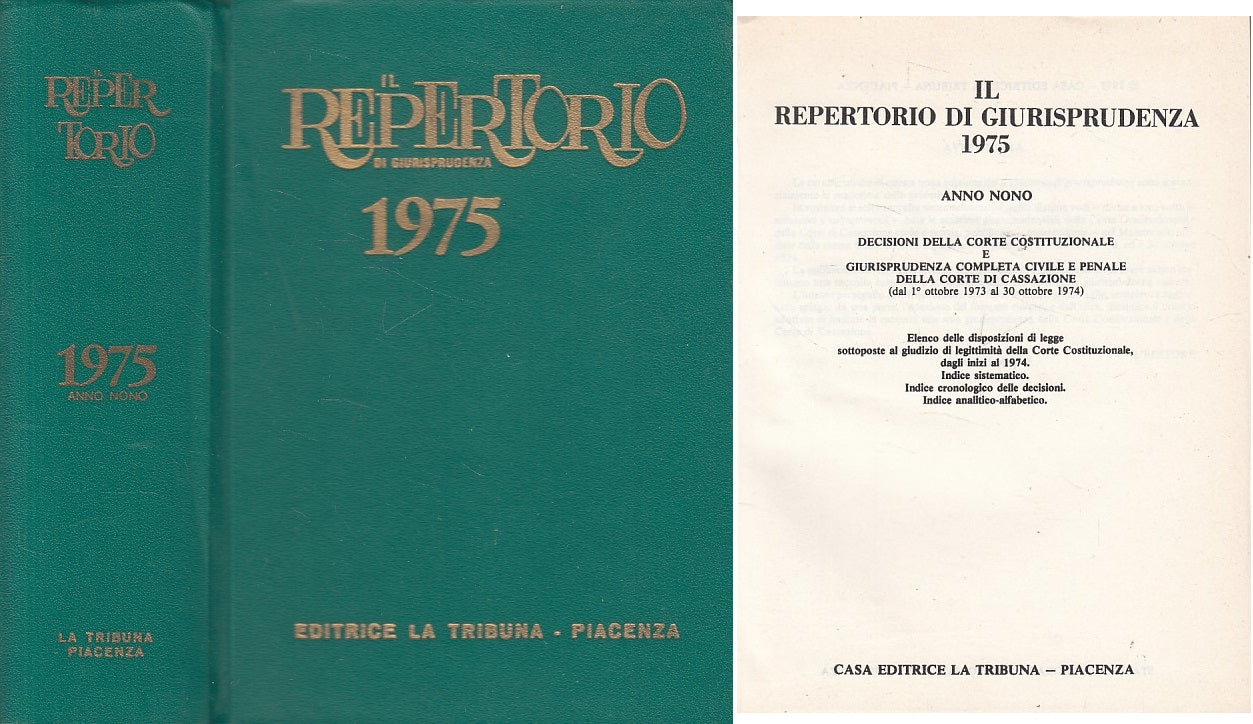 IL
REPER
TORIO
1975
ANNO NONO
LA TRIBUNA
PIACENZA
IL
REPERTORIO
DI GIURISPRUDENZA
1975
EDITRICE LA TRIBUNA - PIACENZA
IL
REPERTORIO DI GIURISPRUDENZA
1975
ANNO NONO
DECISIONI DELLA CORTE COSTITUZIONALE
E
GIURISPRUDENZA COMPLETA CIVILE E PENALE
DELLA CORTE DI CASSAZIONE
(dal 1° ottobre 1973 al 30 ottobre 1974)
Elenco delle disposizioni di legge
sottoposte al giudizio di legittimità della Corte Costituzionale,
dagli inizi al 1974.
Indice sistematico.
Indice cronologico delle decisioni.
Indice analitico-alfabetico.
CASA EDITRICE LA TRIBUNA – PIACENZA